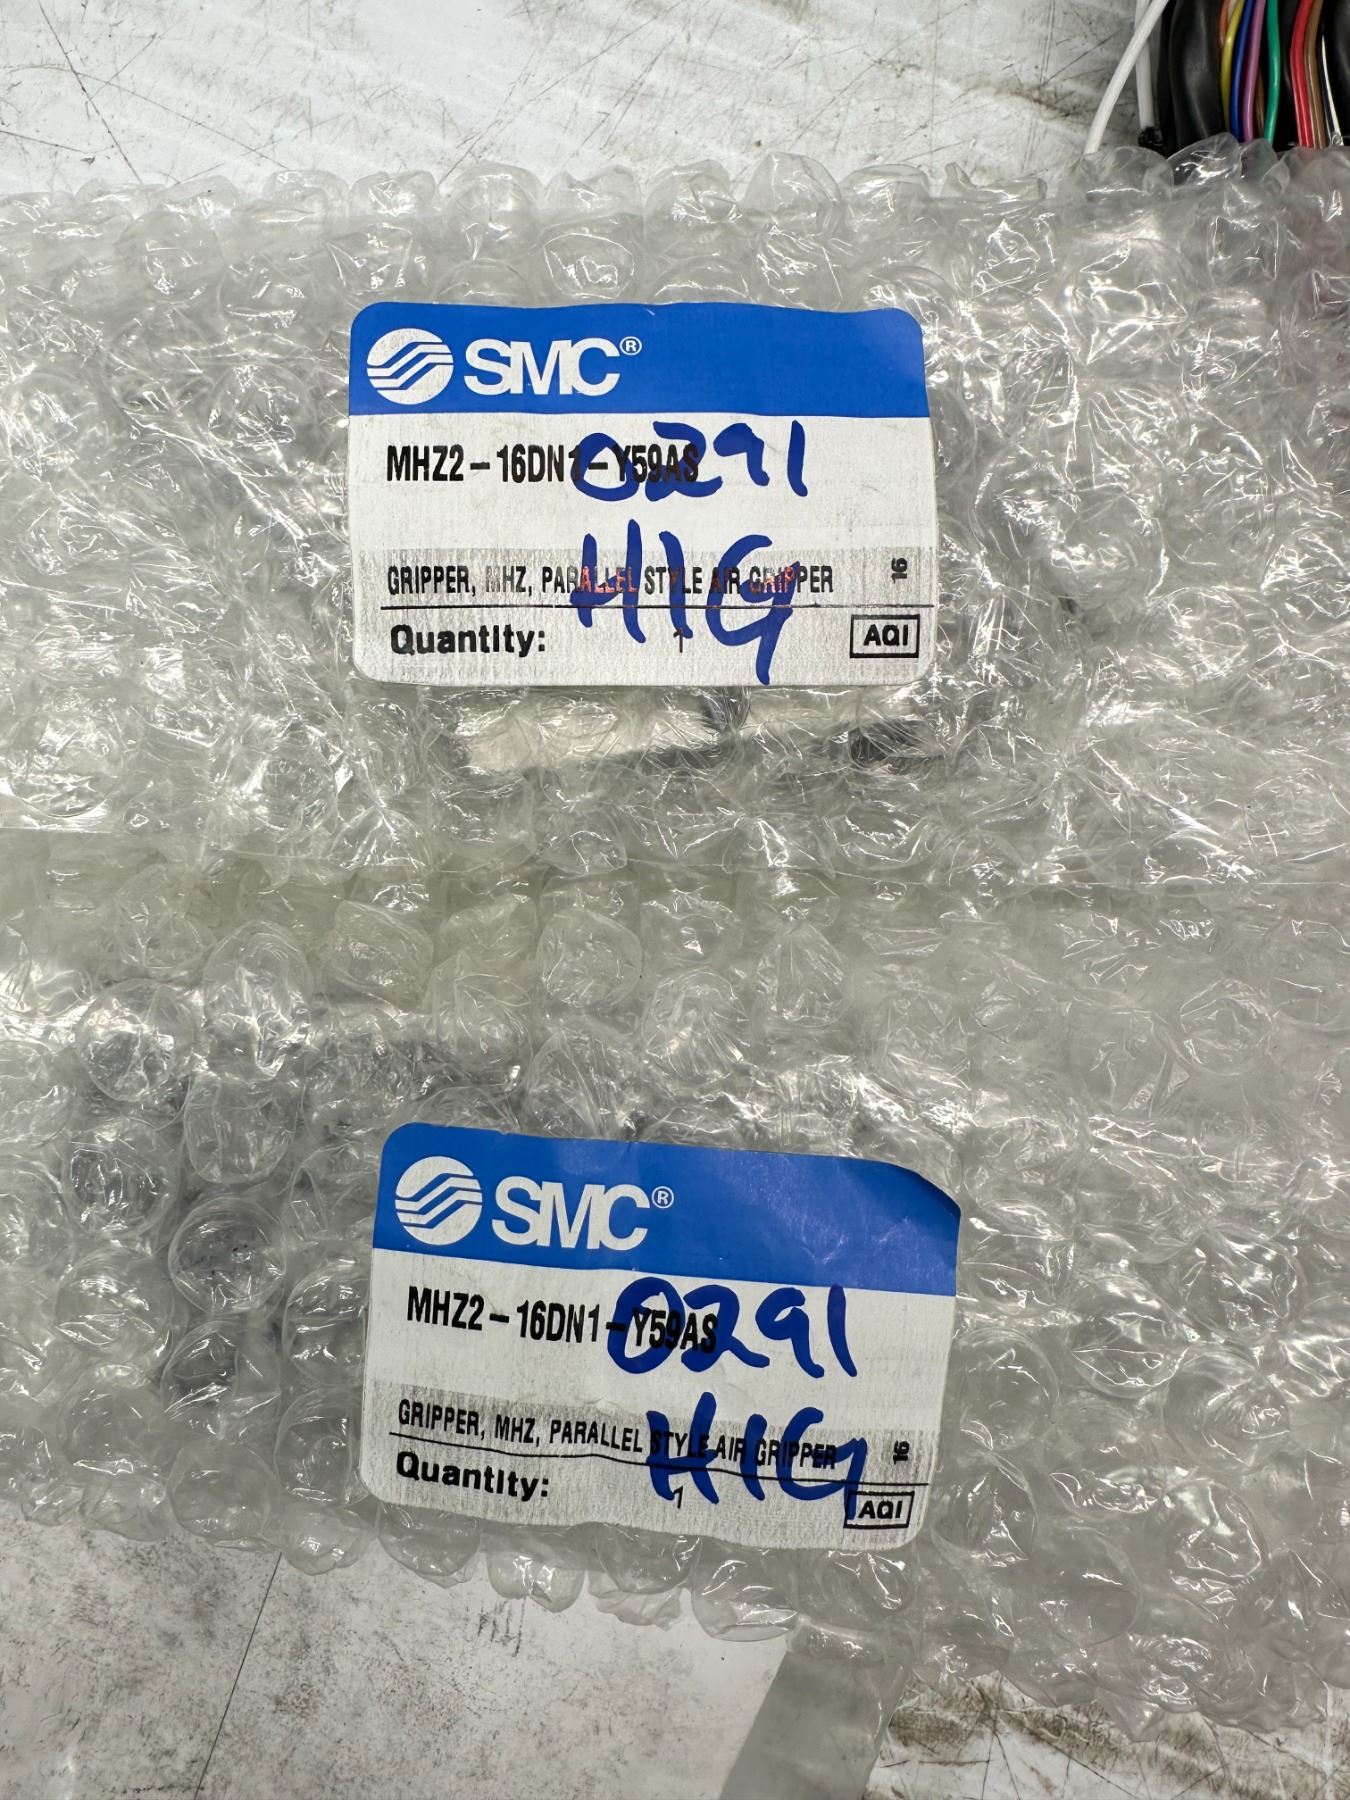 SMC®
MHZ2-16DN1-Y59AS
0291
H1G
GRIPPER, MHZ, PARALLEL STYLE AIR GRIPPER 16
Quantity: 1 AQI
SMC®
MHZ2-16DN1-Y59AS
0291
H1G
GRIPPER, MHZ, PARALLEL STYLE AIR GRIPPER 16
Quantity: 1 AQI